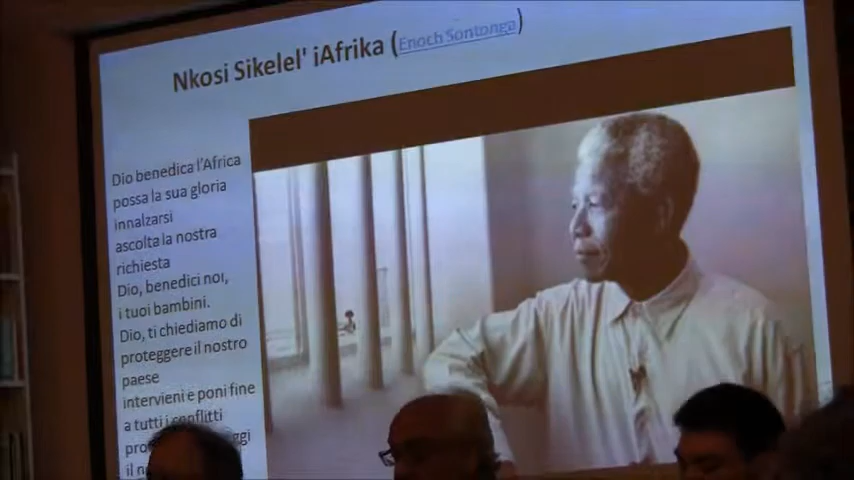 Nkosi Sikelel' iAfrika (Enoch Sontonga)
Dio benedica l'Africa
possa la sua gloria
innalzarsi
ascolta la nostra
richiesta
Dio, benedici noi,
i tuoi bambini.
Dio, ti chiediamo di
proteggere il nostro
paese
intervieni e poni fine
a tutti i conflitti
il